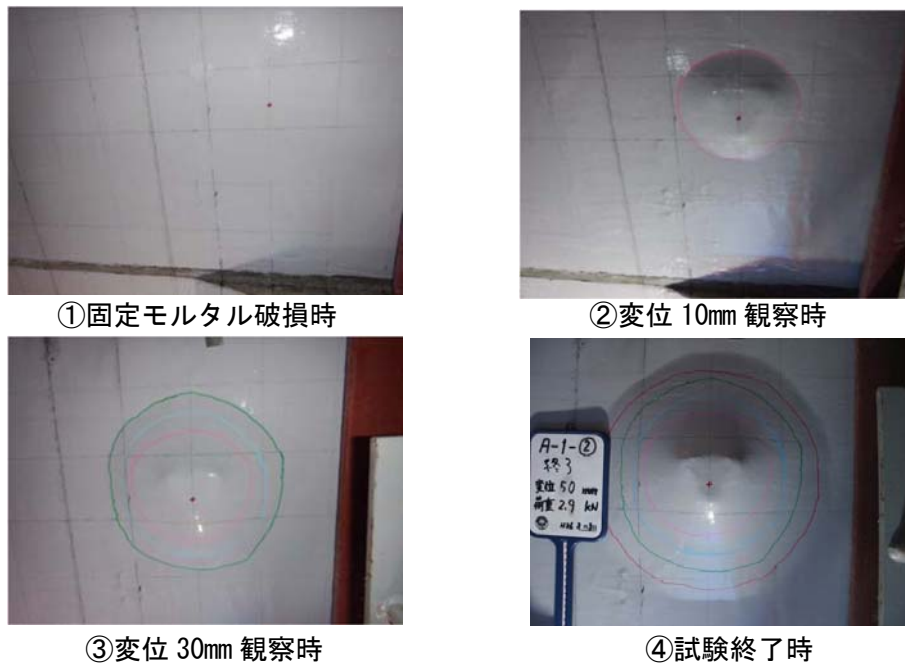 ①固定モルタル破損時
②変位 10mm 観察時
A-1-②
終了
変位 50 mm
荷重 2.9 kN
③変位 30mm 観察時
④試験終了時